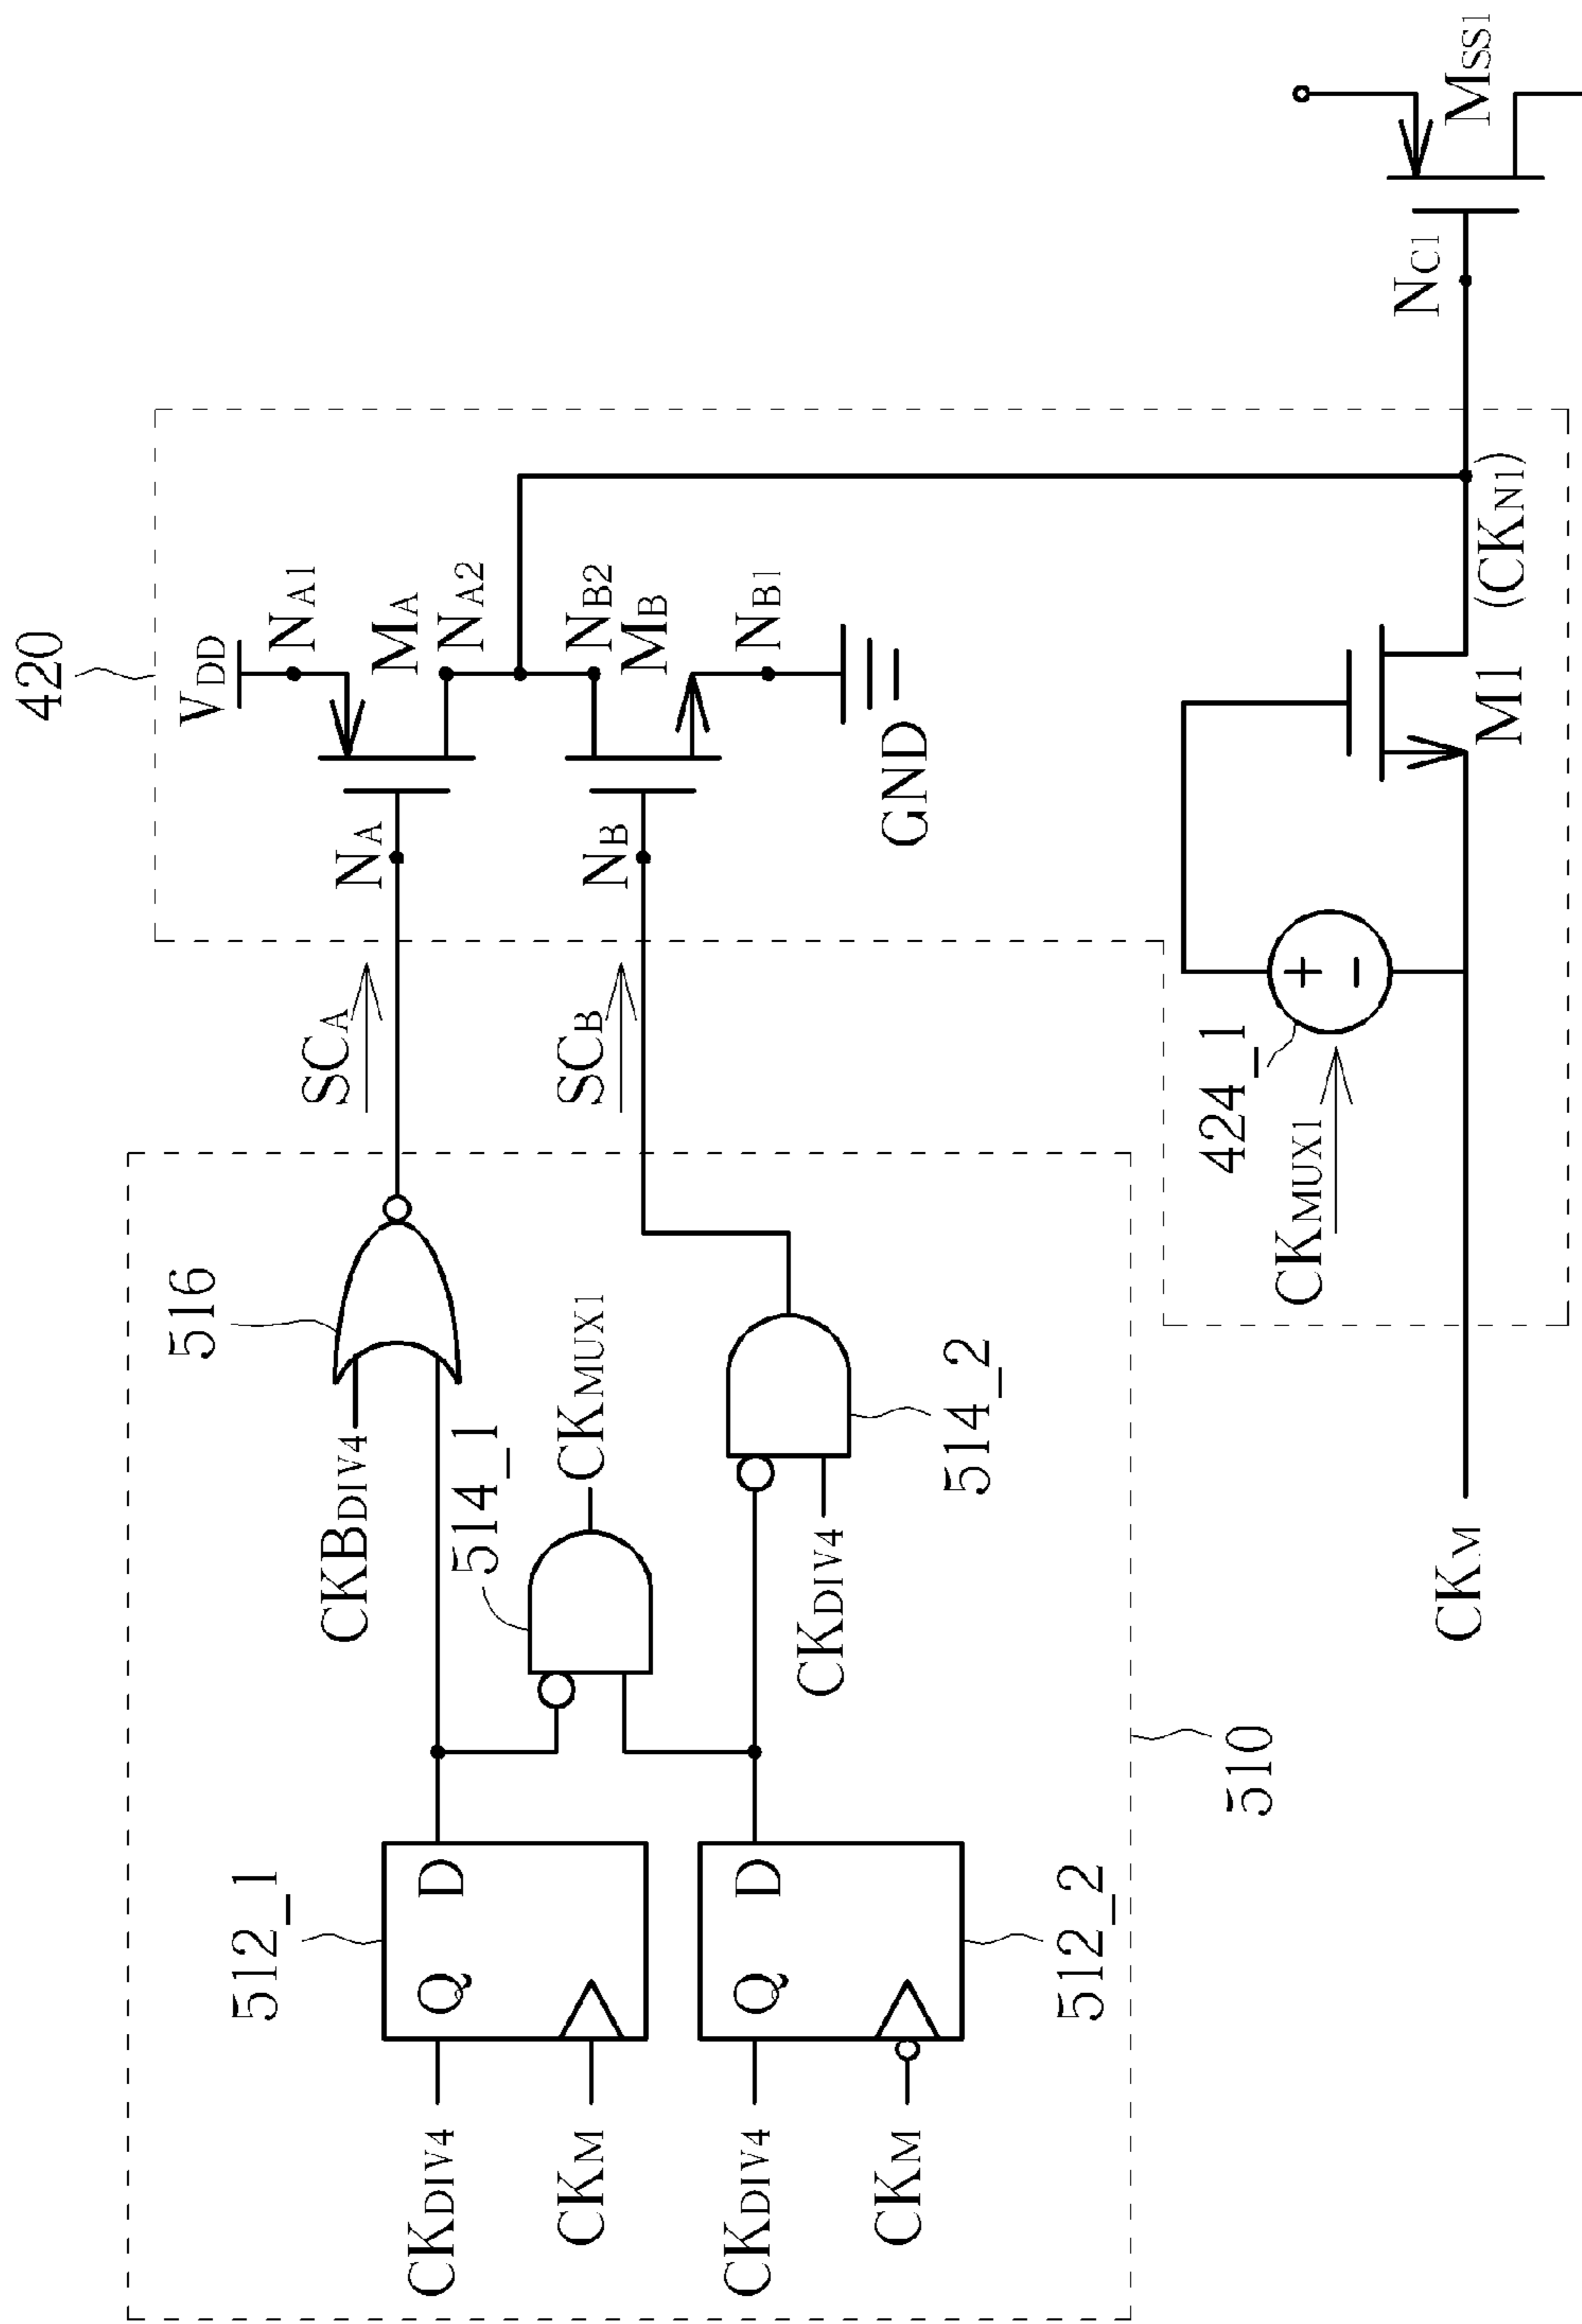 420
VDD
NA1
MA
NA2
NB2
MB
NB1
GND
NA
NB
SCA
SCB
516
CKBDIV4
514_1
CKMUX1
514_2
CKDIV4
512_1
Q D
CKDIV4
CKM
512_2
Q D
CKDIV4
CKM
510
424_1
+ −
CKMUX1
M1
(CKN1)
CKM
NC1
MSS1